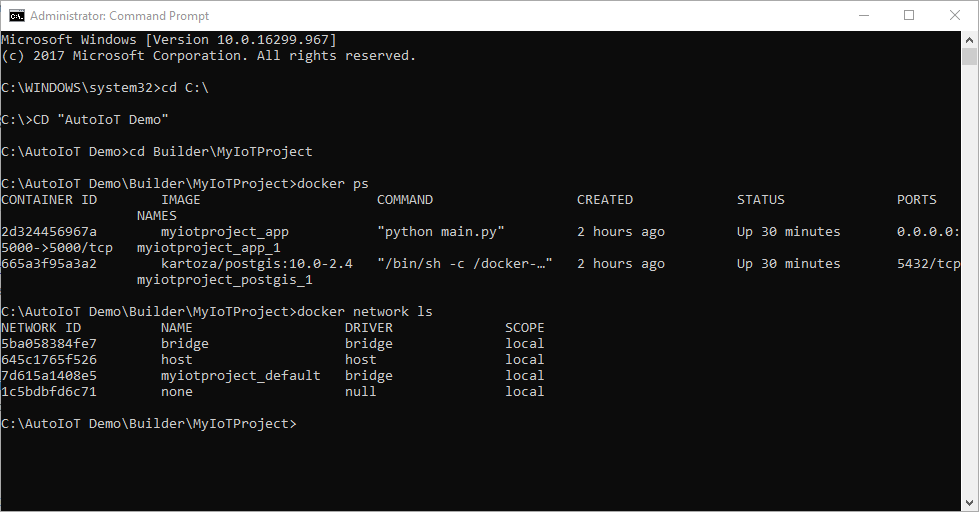 Administrator: Command Prompt
Microsoft Windows [Version 10.0.16299.967]
(c) 2017 Microsoft Corporation. All rights reserved.
C:\WINDOWS\system32>cd C:\
C:\>CD "AutoIoT Demo"
C:\AutoIoT Demo>cd Builder\MyIoTProject
C:\AutoIoT Demo\Builder\MyIoTProject>docker ps
CONTAINER ID        IMAGE                      COMMAND                  CREATED             STATUS              PORTS
NAMES
2d324456967a        myiotproject_app           "python main.py"         2 hours ago         Up 30 minutes       0.0.0.0:
5000->5000/tcp   myiotproject_app_1
665a3f95a3a2        kartoza/postgis:10.0-2.4   "/bin/sh -c /docker-…"   2 hours ago         Up 30 minutes       5432/tcp
myiotproject_postgis_1
C:\AutoIoT Demo\Builder\MyIoTProject>docker network ls
NETWORK ID          NAME                   DRIVER              SCOPE
5ba058384fe7        bridge                 bridge              local
645c1765f526        host                   host                local
7d615a1408e5        myiotproject_default   bridge              local
1c5bdbfd6c71        none                   null                local
C:\AutoIoT Demo\Builder\MyIoTProject>